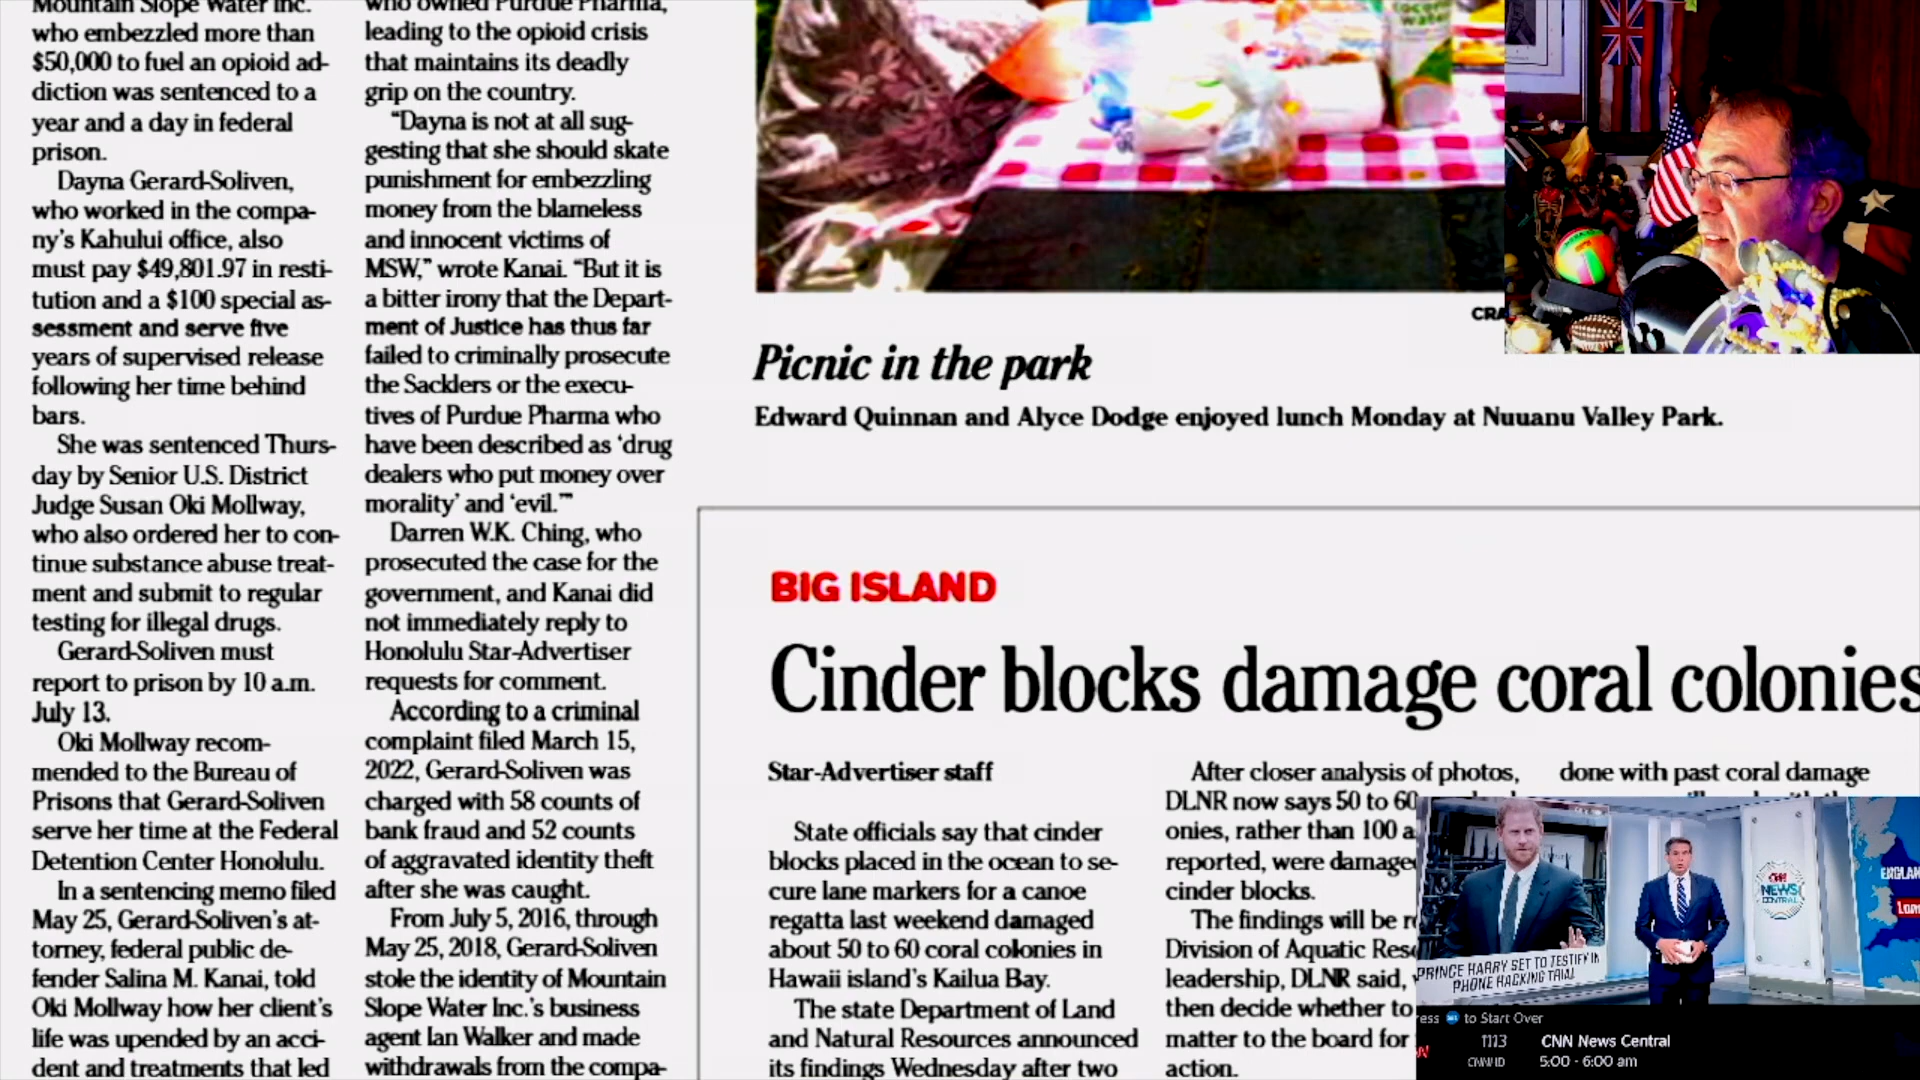 Mountain Slope Water Inc.
who embezzled more than
$50,000 to fuel an opioid ad-
diction was sentenced to a
year and a day in federal
prison.
Dayna Gerard-Soliven,
who worked in the compa-
ny's Kahului office, also
must pay $49,801.97 in resti-
tution and a $100 special as-
sessment and serve five
years of supervised release
following her time behind
bars.
She was sentenced Thurs-
day by Senior U.S. District
Judge Susan Oki Mollway,
who also ordered her to con-
tinue substance abuse treat-
ment and submit to regular
testing for illegal drugs.
Gerard-Soliven must
report to prison by 10 a.m.
July 13.
Oki Mollway recom-
mended to the Bureau of
Prisons that Gerard-Soliven
serve her time at the Federal
Detention Center Honolulu.
In a sentencing memo filed
May 25, Gerard-Soliven's at-
torney, federal public de-
fender Salina M. Kanai, told
Oki Mollway how her client's
life was upended by an acci-
dent and treatments that led
who owned Purdue Pharma,
leading to the opioid crisis
that maintains its deadly
grip on the country.
“Dayna is not at all sug-
gesting that she should skate
punishment for embezzling
money from the blameless
and innocent victims of
MSW,” wrote Kanai. “But it is
a bitter irony that the Depart-
ment of Justice has thus far
failed to criminally prosecute
the Sacklers or the execu-
tives of Purdue Pharma who
have been described as ‘drug
dealers who put money over
morality’ and ‘evil.’”
Darren W.K. Ching, who
prosecuted the case for the
government, and Kanai did
not immediately reply to
Honolulu Star-Advertiser
requests for comment.
According to a criminal
complaint filed March 15,
2022, Gerard-Soliven was
charged with 58 counts of
bank fraud and 52 counts
of aggravated identity theft
after she was caught.
From July 5, 2016, through
May 25, 2018, Gerard-Soliven
stole the identity of Mountain
Slope Water Inc.'s business
agent Ian Walker and made
withdrawals from the compa-
coconut
water
CRA
Picnic in the park
Edward Quinnan and Alyce Dodge enjoyed lunch Monday at Nuuanu Valley Park.
BIG ISLAND
Cinder blocks damage coral colonies
Star-Advertiser staff
State officials say that cinder
blocks placed in the ocean to se-
cure lane markers for a canoe
regatta last weekend damaged
about 50 to 60 coral colonies in
Hawaii island's Kailua Bay.
The state Department of Land
and Natural Resources announced
its findings Wednesday after two
After closer analysis of photos,
DLNR now says 50 to 60
onies, rather than 100 a
reported, were damaged
cinder blocks.
The findings will be re
Division of Aquatic Reso
leadership, DLNR said, w
then decide whether to
matter to the board for
action.
done with past coral damage
PRINCE HARRY SET TO TESTIFY IN
PHONE HACKING TRIAL
CNN
NEWS
CENTRAL
ENGLAN
Lon
ress to Start Over
1113 CNN News Central
CNNHD 5:00 - 6:00 am